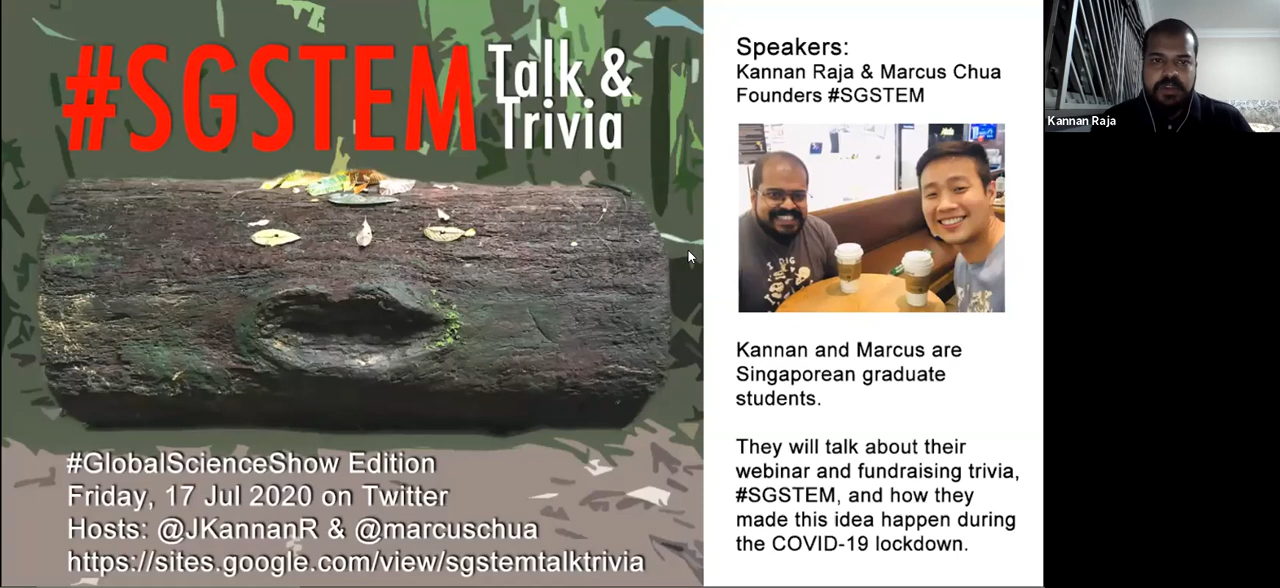 #SGSTEM Talk &
Trivia
#GlobalScienceShow Edition
Friday, 17 Jul 2020 on Twitter
Hosts: @JKannanR & @marcuschua
https://sites.google.com/view/sgstemtalktrivia
Speakers:
Kannan Raja & Marcus Chua
Founders #SGSTEM
I DIG
Kannan and Marcus are
Singaporean graduate
students.
They will talk about their
webinar and fundraising trivia,
#SGSTEM, and how they
made this idea happen during
the COVID-19 lockdown.
Kannan Raja